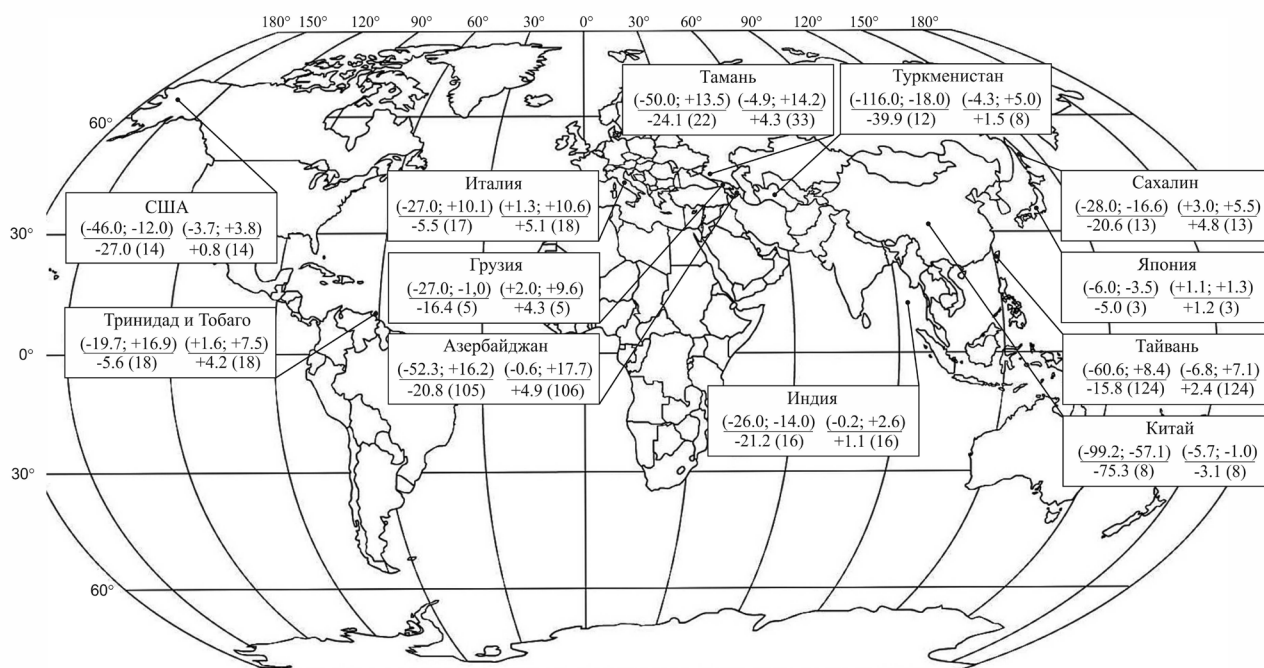 180° 150° 120° 90° 60° 30° 0° 30° 60° 90° 120° 150° 180°
60°
30°
0°
30°
60°
Тамань
(-50.0; +13.5) (-4.9; +14.2)
-24.1 (22) +4.3 (33)
Туркменистан
(-116.0; -18.0) (-4.3; +5.0)
-39.9 (12) +1.5 (8)
США
(-46.0; -12.0) (-3.7; +3.8)
-27.0 (14) +0.8 (14)
Италия
(-27.0; +10.1) (+1.3; +10.6)
-5.5 (17) +5.1 (18)
Сахалин
(-28.0; -16.6) (+3.0; +5.5)
-20.6 (13) +4.8 (13)
Грузия
(-27.0; -1,0) (+2.0; +9.6)
-16.4 (5) +4.3 (5)
Япония
(-6.0; -3.5) (+1.1; +1.3)
-5.0 (3) +1.2 (3)
Тринидад и Тобаго
(-19.7; +16.9) (+1.6; +7.5)
-5.6 (18) +4.2 (18)
Азербайджан
(-52.3; +16.2) (-0.6; +17.7)
-20.8 (105) +4.9 (106)
Тайвань
(-60.6; +8.4) (-6.8; +7.1)
-15.8 (124) +2.4 (124)
Индия
(-26.0; -14.0) (-0.2; +2.6)
-21.2 (16) +1.1 (16)
Китай
(-99.2; -57.1) (-5.7; -1.0)
-75.3 (8) -3.1 (8)